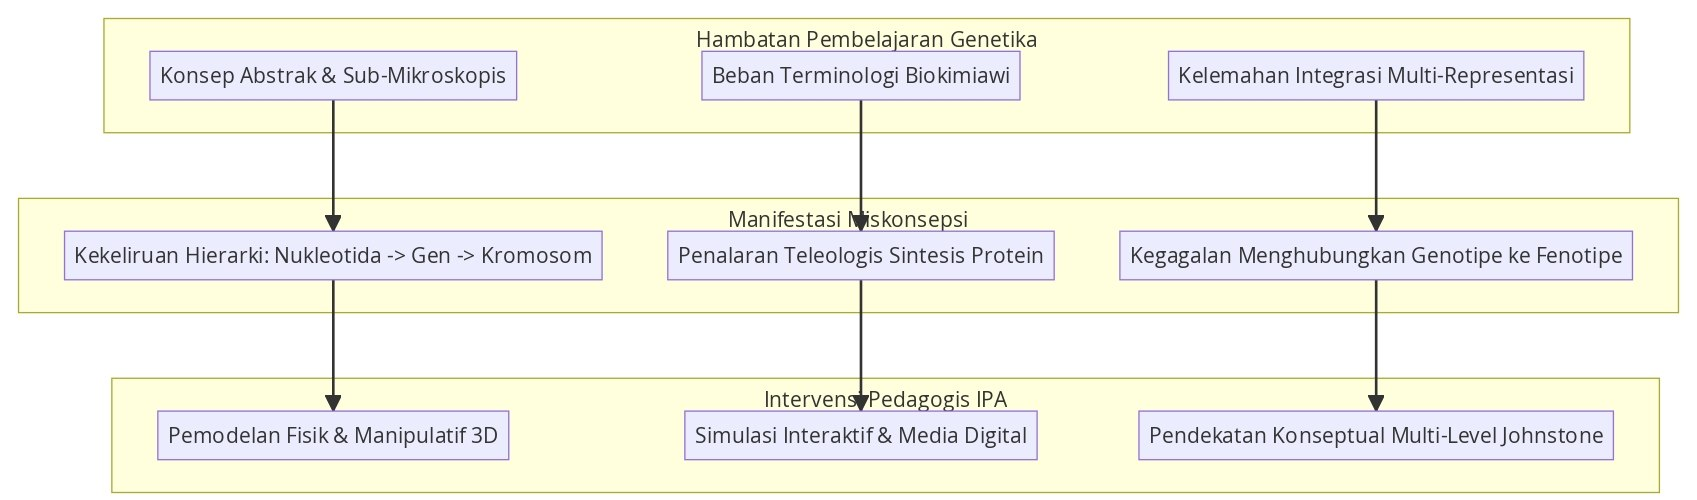 Hambatan Pembelajaran Genetika
Konsep Abstrak & Sub-Mikroskopis
Beban Terminologi Biokimiawi
Kelemahan Integrasi Multi-Representasi
Manifestasi Miskonsepsi
Kekeliruan Hierarki: Nukleotida -> Gen -> Kromosom
Penalaran Teleologis Sintesis Protein
Kegagalan Menghubungkan Genotipe ke Fenotipe
Intervensi Pedagogis IPA
Pemodelan Fisik & Manipulatif 3D
Simulasi Interaktif & Media Digital
Pendekatan Konseptual Multi-Level Johnstone